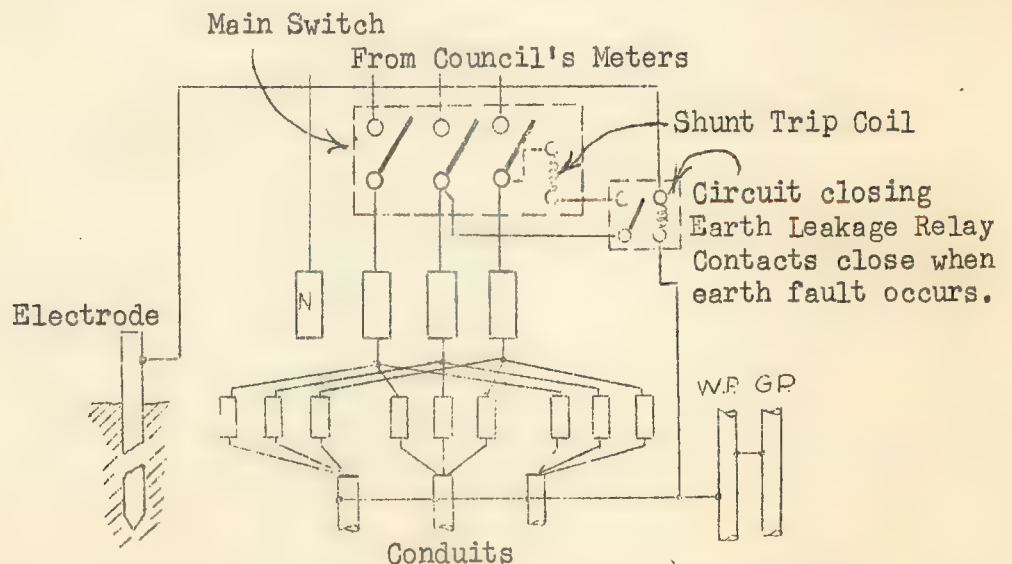 Main Switch
From Council's Meters
Shunt Trip Coil
Circuit closing
Earth Leakage Relay
Contacts close when
earth fault occurs.
N
Electrode
W.P. G.P.
Conduits